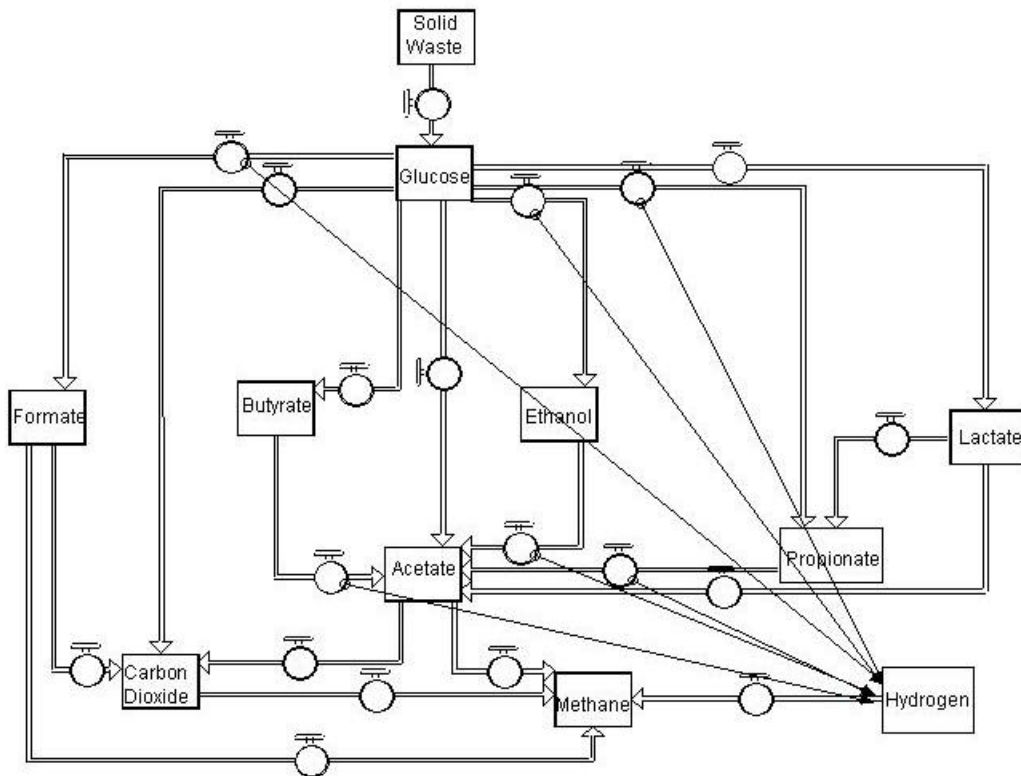 Solid
Waste
Glucose
Formate
Butyrate
Ethanol
Lactate
Propionate
Acetate
Carbon
Dioxide
Methane
Hydrogen